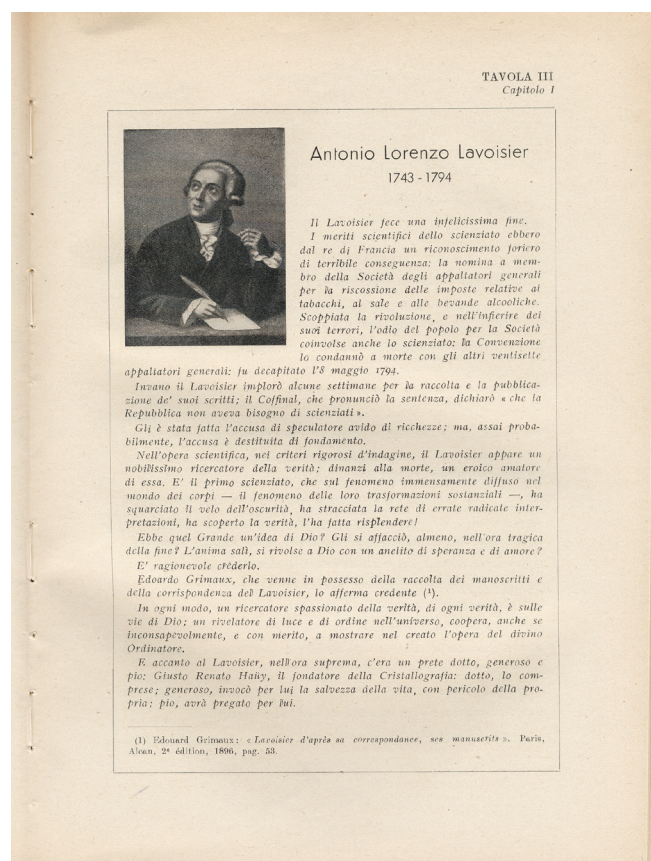 TAVOLA III
Capitolo I
Antonio Lorenzo Lavoisier
1743 - 1794
Il Lavoisier fece una infelicissima fine.
I meriti scientifici dello scienziato ebbero
dal re di Francia un riconoscimento foriero
di terribile conseguenza: la nomina a mem-
bro della Società degli appaltatori generali
per la riscossione delle imposte relative ai
tabacchi, al sale e alle bevande alcooliche.
Scoppiata la rivoluzione, e nell'infierire dei
suoi terrori, l'odio del popolo per la Società
coinvolse anche lo scienziato: la Convenzione
lo condannò a morte con gli altri ventisette
appaltatori generali: fu decapitato l'8 maggio 1794.
Invano il Lavoisier implorò alcune settimane per la raccolta e la pubblica-
zione de' suoi scritti; il Coffinal, che pronunciò la sentenza, dichiarò « che la
Repubblica non aveva bisogno di scienziati ».
Gli è stata fatta l'accusa di speculatore avido di ricchezze; ma, assai proba-
bilmente, l'accusa è destituita di fondamento.
Nell'opera scientifica, nei criteri rigorosi d'indagine, il Lavoisier appare un
nobilissimo ricercatore della verità; dinanzi alla morte, un eroico amatore
di essa. E' il primo scienziato, che sul fenomeno immensamente diffuso nel
mondo dei corpi — il fenomeno delle loro trasformazioni sostanziali —, ha
squarciato il velo dell'oscurità, ha stracciata la rete di errate radicate inter-
pretazioni, ha scoperto la verità, l'ha fatta risplendere!
Ebbe quel Grande un'idea di Dio? Gli si affacciò, almeno, nell'ora tragica
della fine? L'anima salì, si rivolse a Dio con un anelito di speranza e di amore?
E' ragionevole crederlo.
Edoardo Grimaux, che venne in possesso della raccolta dei manoscritti e
della corrispondenza del Lavoisier, lo afferma credente (¹).
In ogni modo, un ricercatore spassionato della verità, di ogni verità, è sulle
vie di Dio; un rivelatore di luce e di ordine nell'universo, coopera, anche se
inconsapevolmente, e con merito, a mostrare nel creato l'opera del divino
Ordinatore.
E accanto al Lavoisier, nell'ora suprema, c'era un prete dotto, generoso e
pio: Giusto Renato Haüy, il fondatore della Cristallografia: dotto, lo com-
prese; generoso, invocò per lui la salvezza della vita, con pericolo della pro-
pria; pio, avrà pregato per lui.
(1) Edouard Grimaux: « Lavoisier d'après sa correspondance, ses manuscrits ». Paris,
Alcan, 2ᵉ édition, 1896, pag. 53.